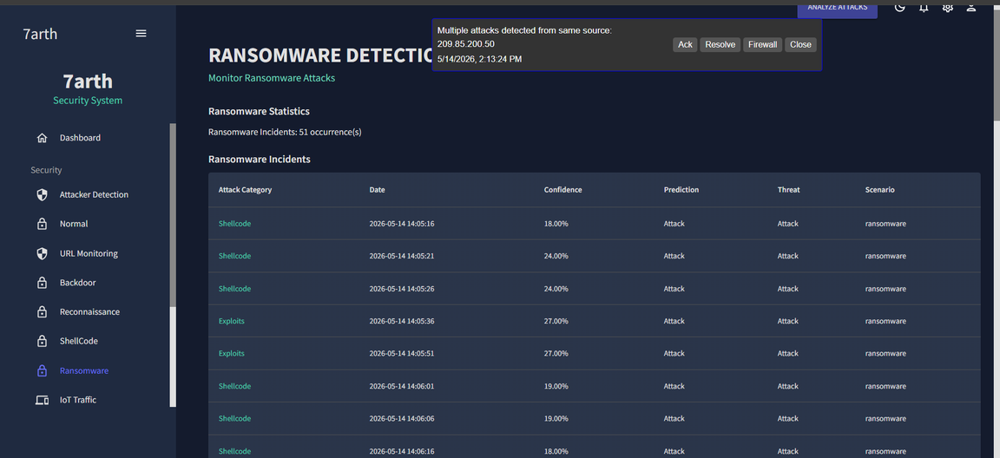 ANALYZE ATTACKS
7arth
Multiple attacks detected from same source:
209.85.200.50
5/14/2026, 2:13:24 PM
Ack Resolve Firewall Close
RANSOMWARE DETECTIO
Monitor Ransomware Attacks
7arth
Security System
Dashboard
Security
Attacker Detection
Normal
URL Monitoring
Backdoor
Reconnaissance
ShellCode
Ransomware
IoT Traffic
Ransomware Statistics
Ransomware Incidents: 51 occurrence(s)
Ransomware Incidents
Attack Category Date Confidence Prediction Threat Scenario
Shellcode 2026-05-14 14:05:16 18.00% Attack Attack ransomware
Shellcode 2026-05-14 14:05:21 24.00% Attack Attack ransomware
Shellcode 2026-05-14 14:05:26 24.00% Attack Attack ransomware
Exploits 2026-05-14 14:05:36 27.00% Attack Attack ransomware
Exploits 2026-05-14 14:05:51 27.00% Attack Attack ransomware
Shellcode 2026-05-14 14:06:01 19.00% Attack Attack ransomware
Shellcode 2026-05-14 14:06:06 19.00% Attack Attack ransomware
Shellcode 2026-05-14 14:06:16 18.00% Attack Attack ransomware